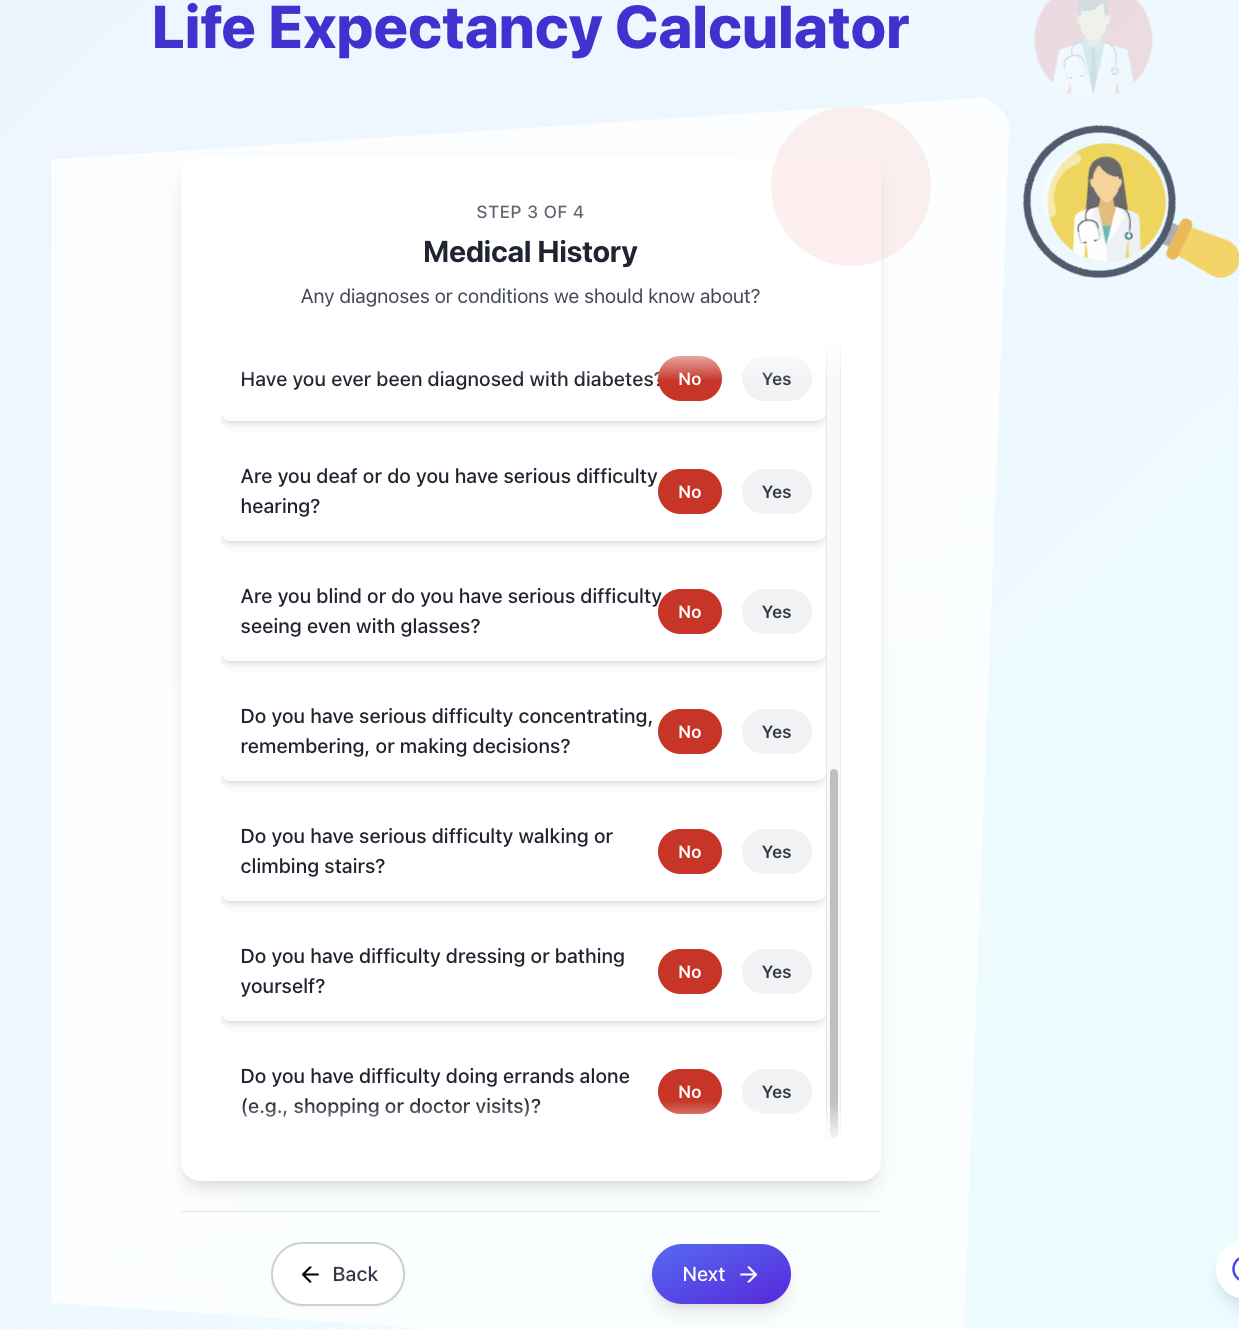 Life Expectancy Calculator
STEP 3 OF 4
Medical History
Any diagnoses or conditions we should know about?
Have you ever been diagnosed with diabetes?
No
Yes
Are you deaf or do you have serious difficulty
hearing?
No
Yes
Are you blind or do you have serious difficulty
seeing even with glasses?
No
Yes
Do you have serious difficulty concentrating,
remembering, or making decisions?
No
Yes
Do you have serious difficulty walking or
climbing stairs?
No
Yes
Do you have difficulty dressing or bathing
yourself?
No
Yes
Do you have difficulty doing errands alone
(e.g., shopping or doctor visits)?
No
Yes
Back
Next